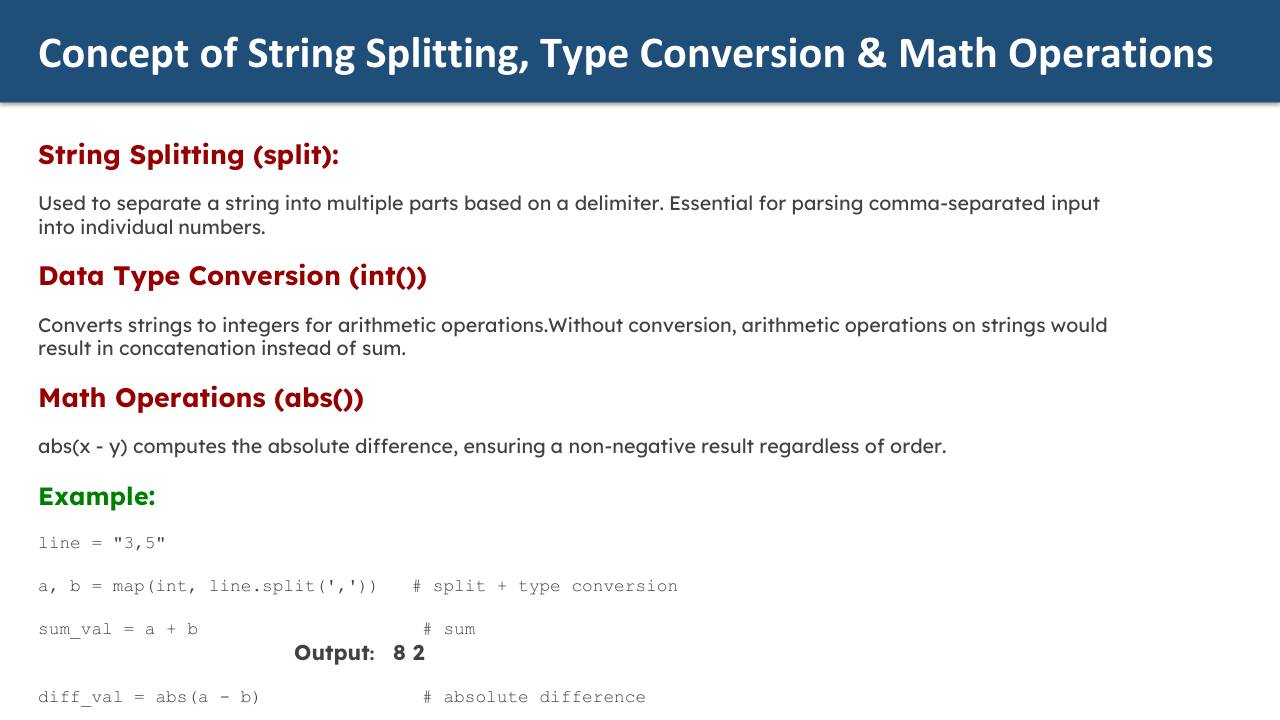 Concept of String Splitting, Type Conversion & Math Operations
String Splitting (split):
Used to separate a string into multiple parts based on a delimiter. Essential for parsing comma-separated input
into individual numbers.
Data Type Conversion (int())
Converts strings to integers for arithmetic operations.Without conversion, arithmetic operations on strings would
result in concatenation instead of sum.
Math Operations (abs())
abs(x - y) computes the absolute difference, ensuring a non-negative result regardless of order.
Example:
line = "3,5"
a, b = map(int, line.split(',')) # split + type conversion
sum_val = a + b # sum
Output: 8 2
diff_val = abs(a - b) # absolute difference